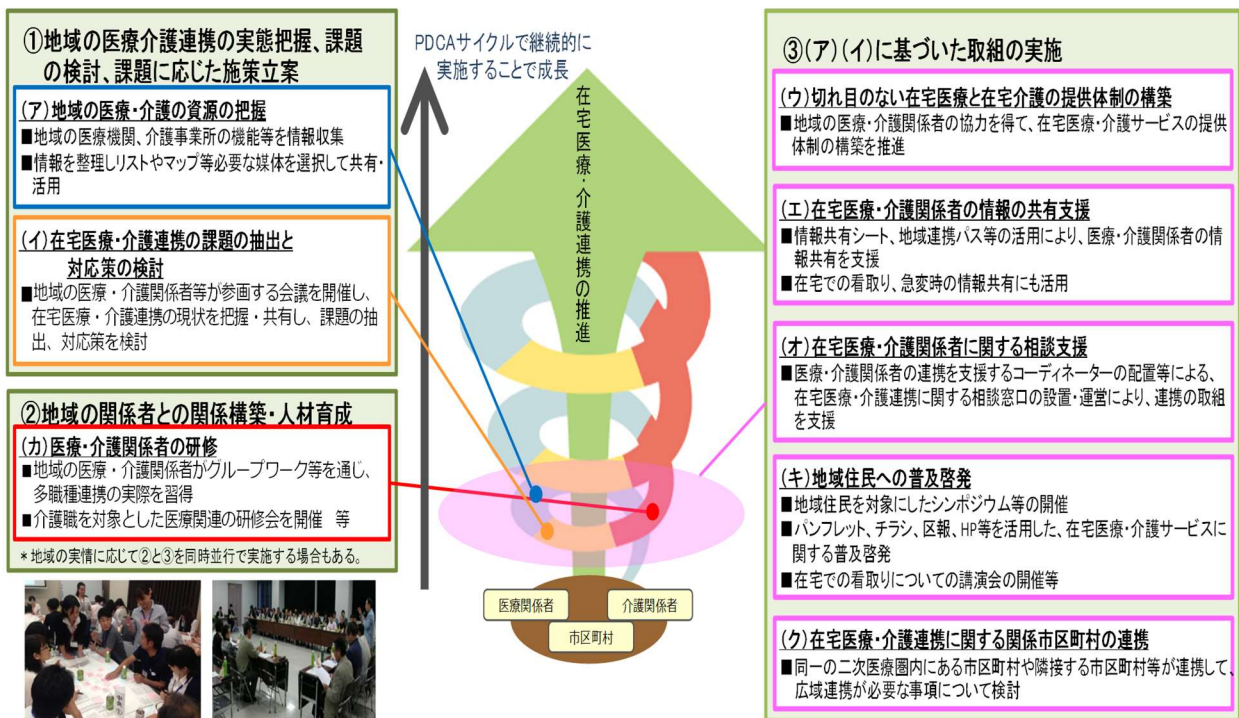 ①地域の医療介護連携の実態把握、課題
の検討、課題に応じた施策立案
(ア)地域の医療・介護の資源の把握
■地域の医療機関、介護事業所の機能等を情報収集
■情報を整理しリストやマップ等必要な媒体を選択して共有・
活用
(イ)在宅医療・介護連携の課題の抽出と
対応策の検討
■地域の医療・介護関係者等が参画する会議を開催し、
在宅医療・介護連携の現状を把握・共有し、課題の抽
出、対応策を検討
②地域の関係者との関係構築・人材育成
(カ)医療・介護関係者の研修
■地域の医療・介護関係者がグループワーク等を通じ、
多職種連携の実際を習得
■介護職を対象とした医療関連の研修会を開催 等
*地域の実情に応じて②と③を同時並行で実施する場合もある。
PDCAサイクルで継続的に
実施することで成長
在宅医療・介護連携の推進
医療関係者
介護関係者
市区町村
③(ア)(イ)に基づいた取組の実施
(ウ)切れ目のない在宅医療と在宅介護の提供体制の構築
■地域の医療・介護関係者の協力を得て、在宅医療・介護サービスの提供
体制の構築を推進
(エ)在宅医療・介護関係者の情報の共有支援
■情報共有シート、地域連携パス等の活用により、医療・介護関係者の情
報共有を支援
■在宅での看取り、急変時の情報共有にも活用
(オ)在宅医療・介護関係者に関する相談支援
■医療・介護関係者の連携を支援するコーディネーターの配置等による、
在宅医療・介護連携に関する相談窓口の設置・運営により、連携の取組
を支援
(キ)地域住民への普及啓発
■地域住民を対象にしたシンポジウム等の開催
■パンフレット、チラシ、区報、HP等を活用した、在宅医療・介護サービスに
関する普及啓発
■在宅での看取りについての講演会の開催等
(ク)在宅医療・介護連携に関する関係市区町村の連携
■同一の二次医療圏内にある市区町村や隣接する市区町村等が連携して、
広域連携が必要な事項について検討